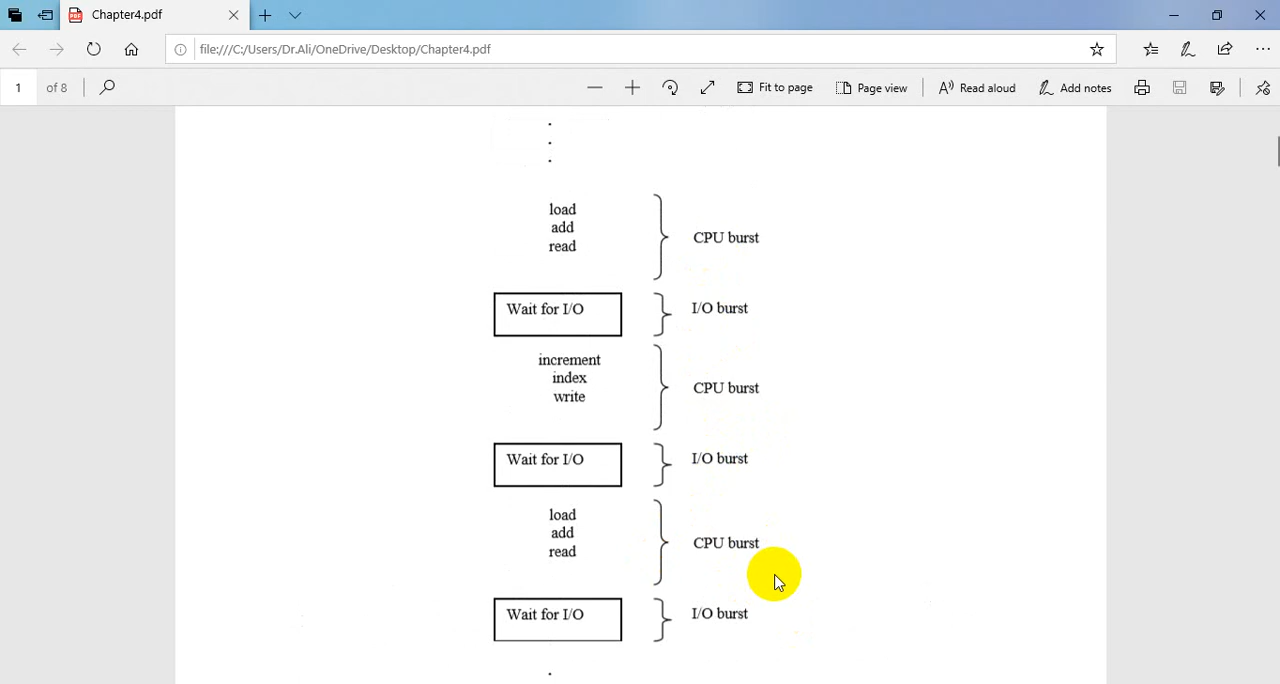 Chapter4.pdf
file:///C:/Users/Dr.Ali/OneDrive/Desktop/Chapter4.pdf
1 of 8 Fit to page Page view Read aloud Add notes
.
.
.
load
add
read
CPU burst
Wait for I/O
I/O burst
increment
index
write
CPU burst
Wait for I/O
I/O burst
load
add
read
CPU burst
Wait for I/O
I/O burst
.